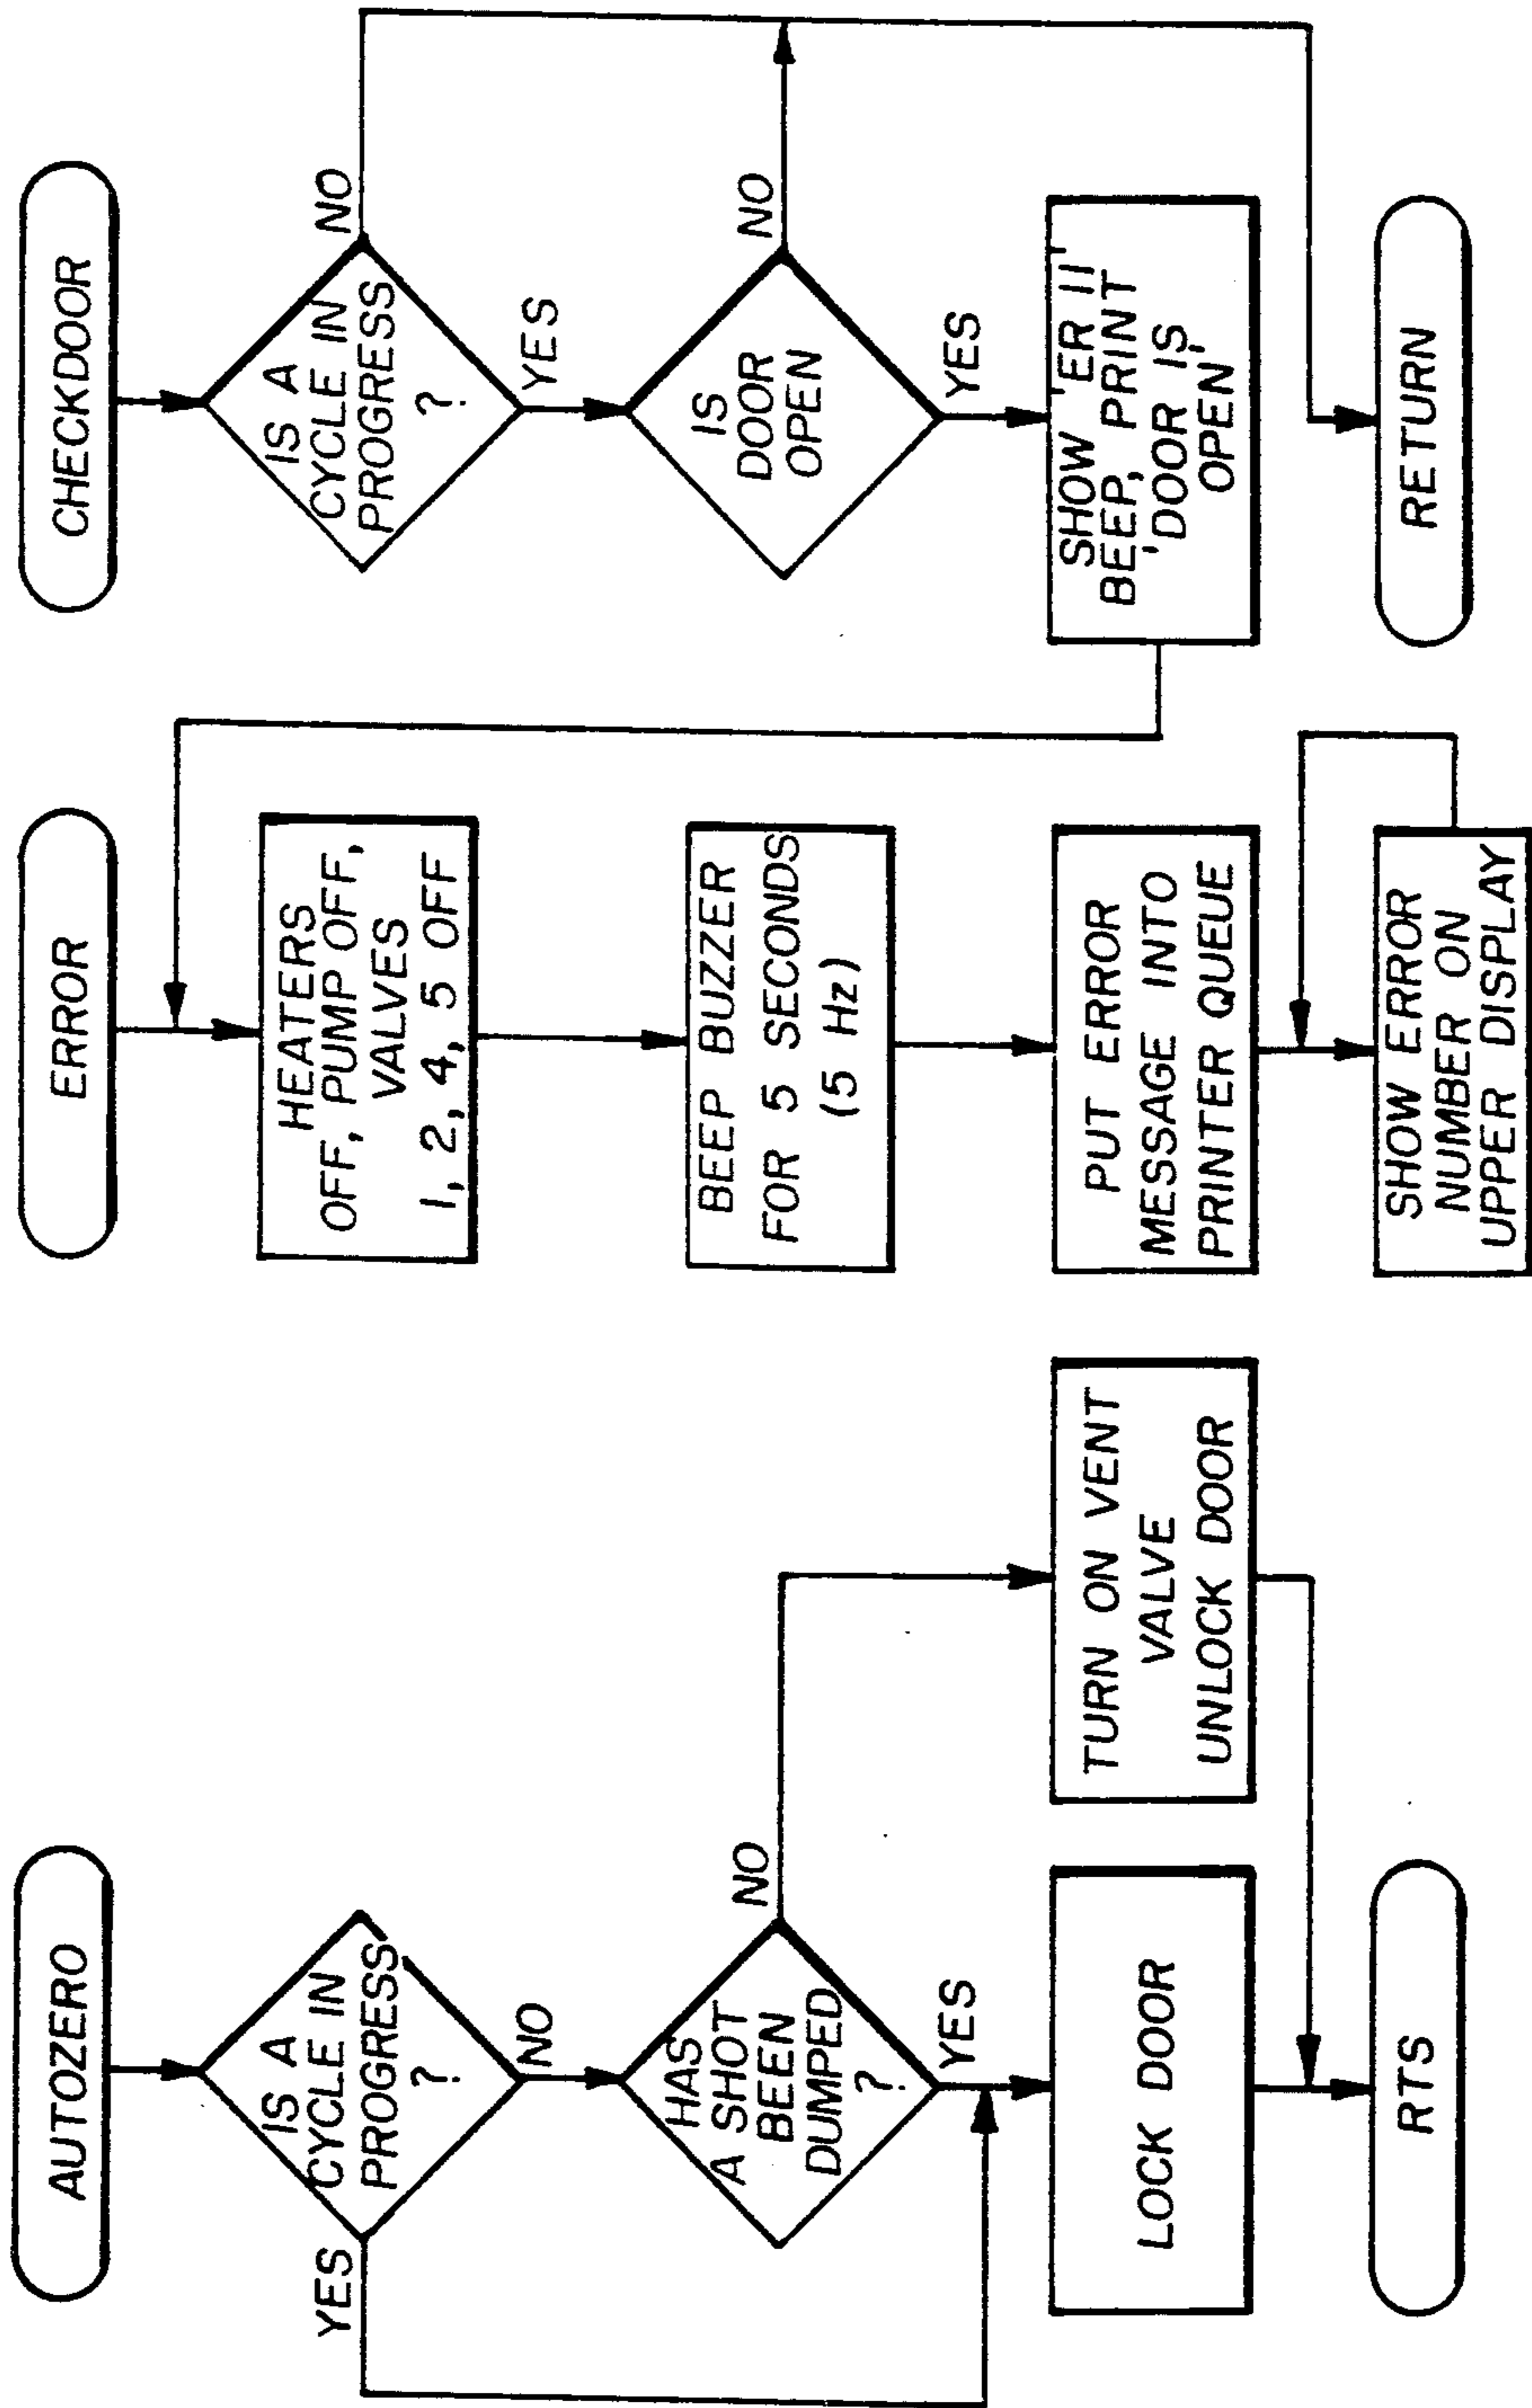 AUTOZERO
IS A
CYCLE IN
PROGRESS
?
YES
NO
HAS
A SHOT
BEEN
DUMPED
?
NO
YES
LOCK DOOR
TURN ON VENT
VALVE
UNLOCK DOOR
RTS
ERROR
HEATERS
OFF, PUMP OFF,
VALVES
1, 2, 4, 5 OFF
BEEP BUZZER
FOR 5 SECONDS
(5 Hz)
PUT ERROR
MESSAGE INTO
PRINTER QUEUE
SHOW ERROR
NUMBER ON
UPPER DISPLAY
CHECKDOOR
IS A
CYCLE IN
PROGRESS
?
NO
YES
IS
DOOR
OPEN
NO
YES
SHOW 'ER 11'
BEEP, PRINT
'DOOR IS
OPEN'
RETURN